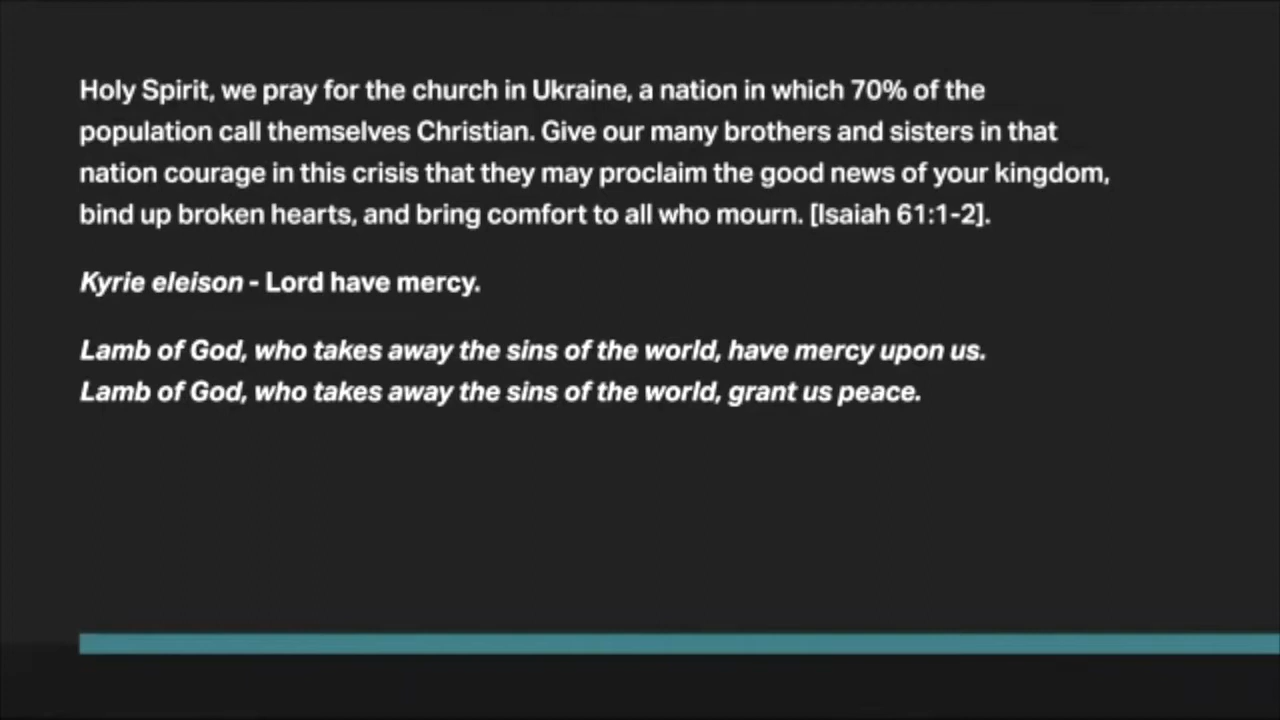 Holy Spirit, we pray for the church in Ukraine, a nation in which 70% of the
population call themselves Christian. Give our many brothers and sisters in that
nation courage in this crisis that they may proclaim the good news of your kingdom,
bind up broken hearts, and bring comfort to all who mourn. [Isaiah 61:1-2].
Kyrie eleison - Lord have mercy.
Lamb of God, who takes away the sins of the world, have mercy upon us.
Lamb of God, who takes away the sins of the world, grant us peace.